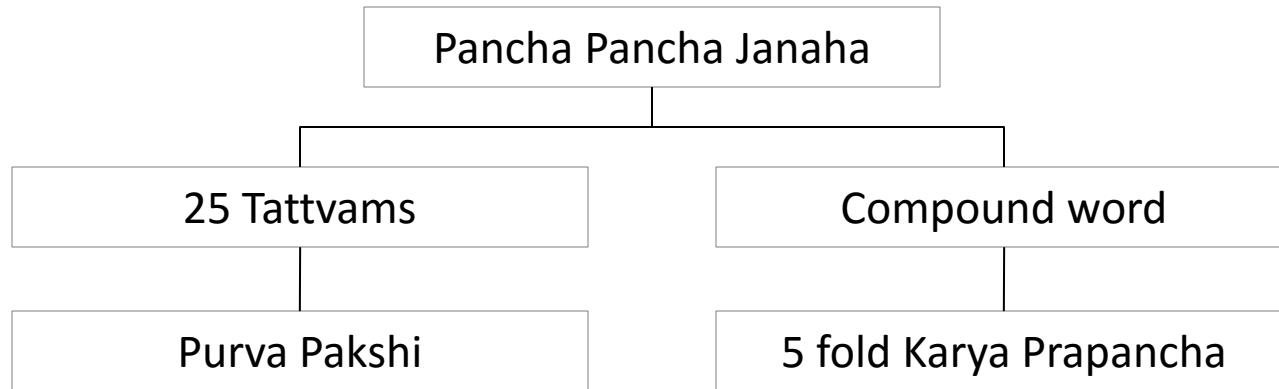 Pancha Pancha Janaha
25 Tattvams
Compound word
Purva Pakshi
5 fold Karya Prapancha